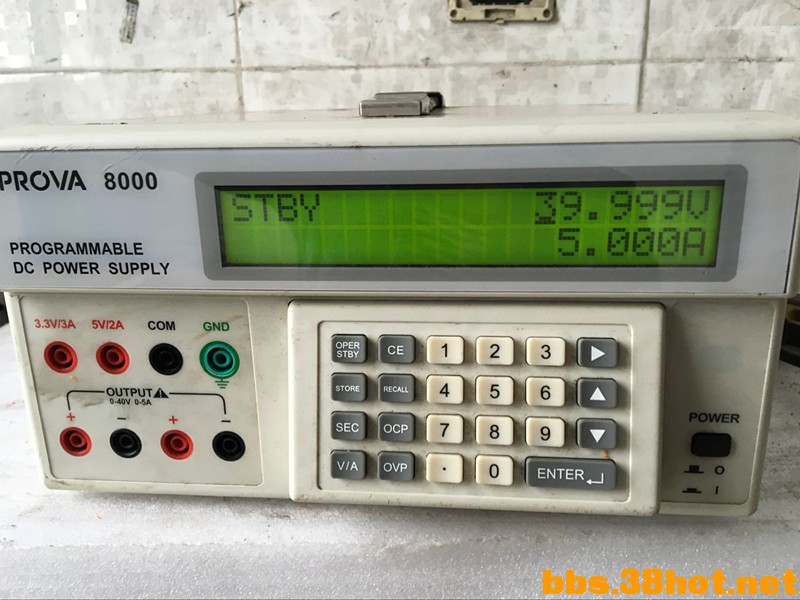 PROVA 8000
STBY 39.999V
5.000A
PROGRAMMABLE
DC POWER SUPPLY
3.3V/3A 5V/2A COM GND
OUTPUT
0-40V 0-5A
+ - + -
OPER STBY CE 1 2 3
STORE RECALL 4 5 6
SEC OCP 7 8 9
V/A OVP . 0 ENTER
POWER
O
I
bbs.38hot.net